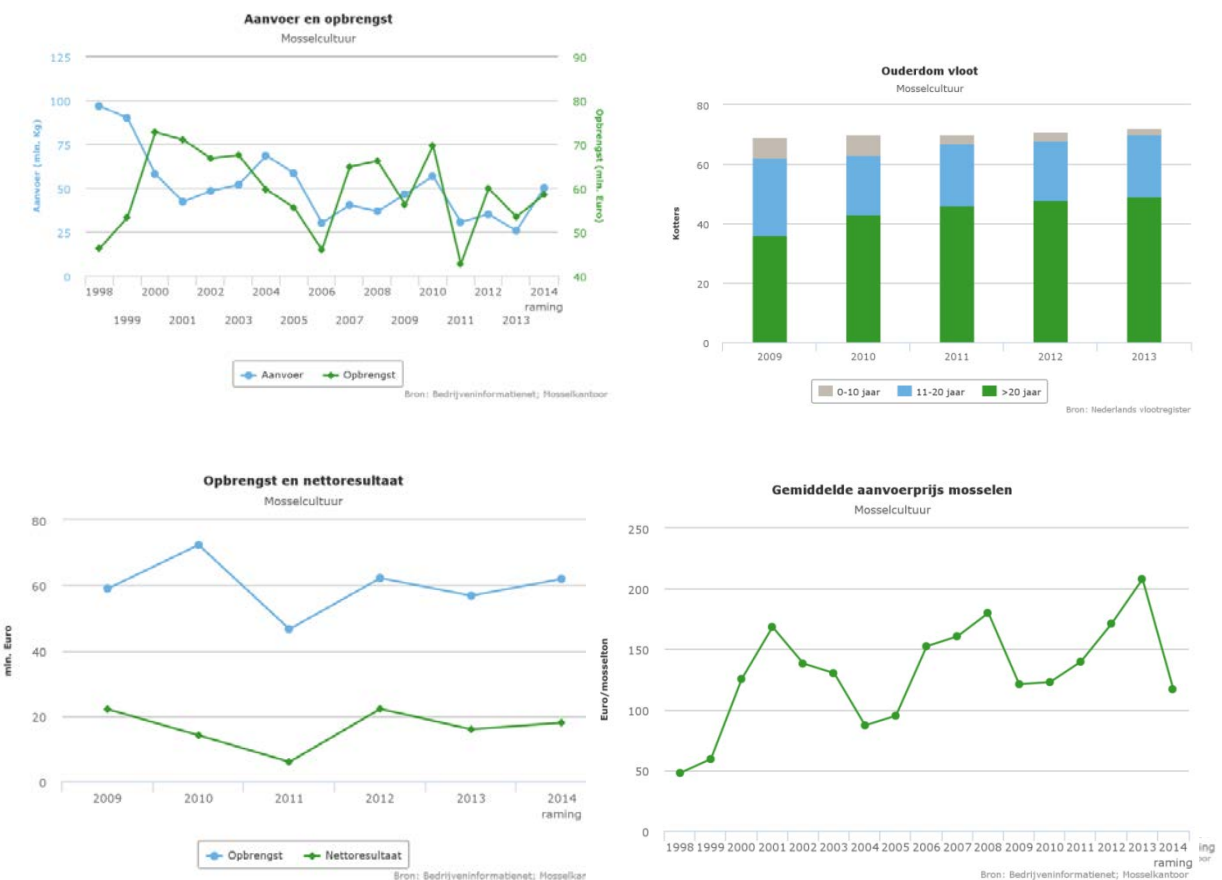 Aanvoer en opbrengst
Mosselcultuur
125
100
75
50
25
0
Aanvoer (mln. Kg)
90
80
70
60
50
40
Opbrengst (mln. Euro)
1998 2000 2002 2004 2006 2008 2010 2012 2014
raming
1999 2001 2003 2005 2007 2009 2011 2013
Aanvoer Opbrengst
Bron: Bedrijveninformatienet; Mosselkantoor
Ouderdom vloot
Mosselcultuur
80
60
40
20
0
Kotters
2009 2010 2011 2012 2013
0-10 jaar 11-20 jaar >20 jaar
Bron: Nederlands vlootregister
Opbrengst en nettoresultaat
Mosselcultuur
80
60
40
20
0
mln. Euro
2009 2010 2011 2012 2013 2014
raming
Opbrengst Nettoresultaat
Bron: Bedrijveninformatienet; Mosselkar
Gemiddelde aanvoerprijs mosselen
Mosselcultuur
250
200
150
100
50
0
Euro/mosselton
1998 1999 2000 2001 2002 2003 2004 2005 2006 2007 2008 2009 2010 2011 2012 2013 2014
raming
ing
oor
Bron: Bedrijveninformatienet; Mosselkantoor